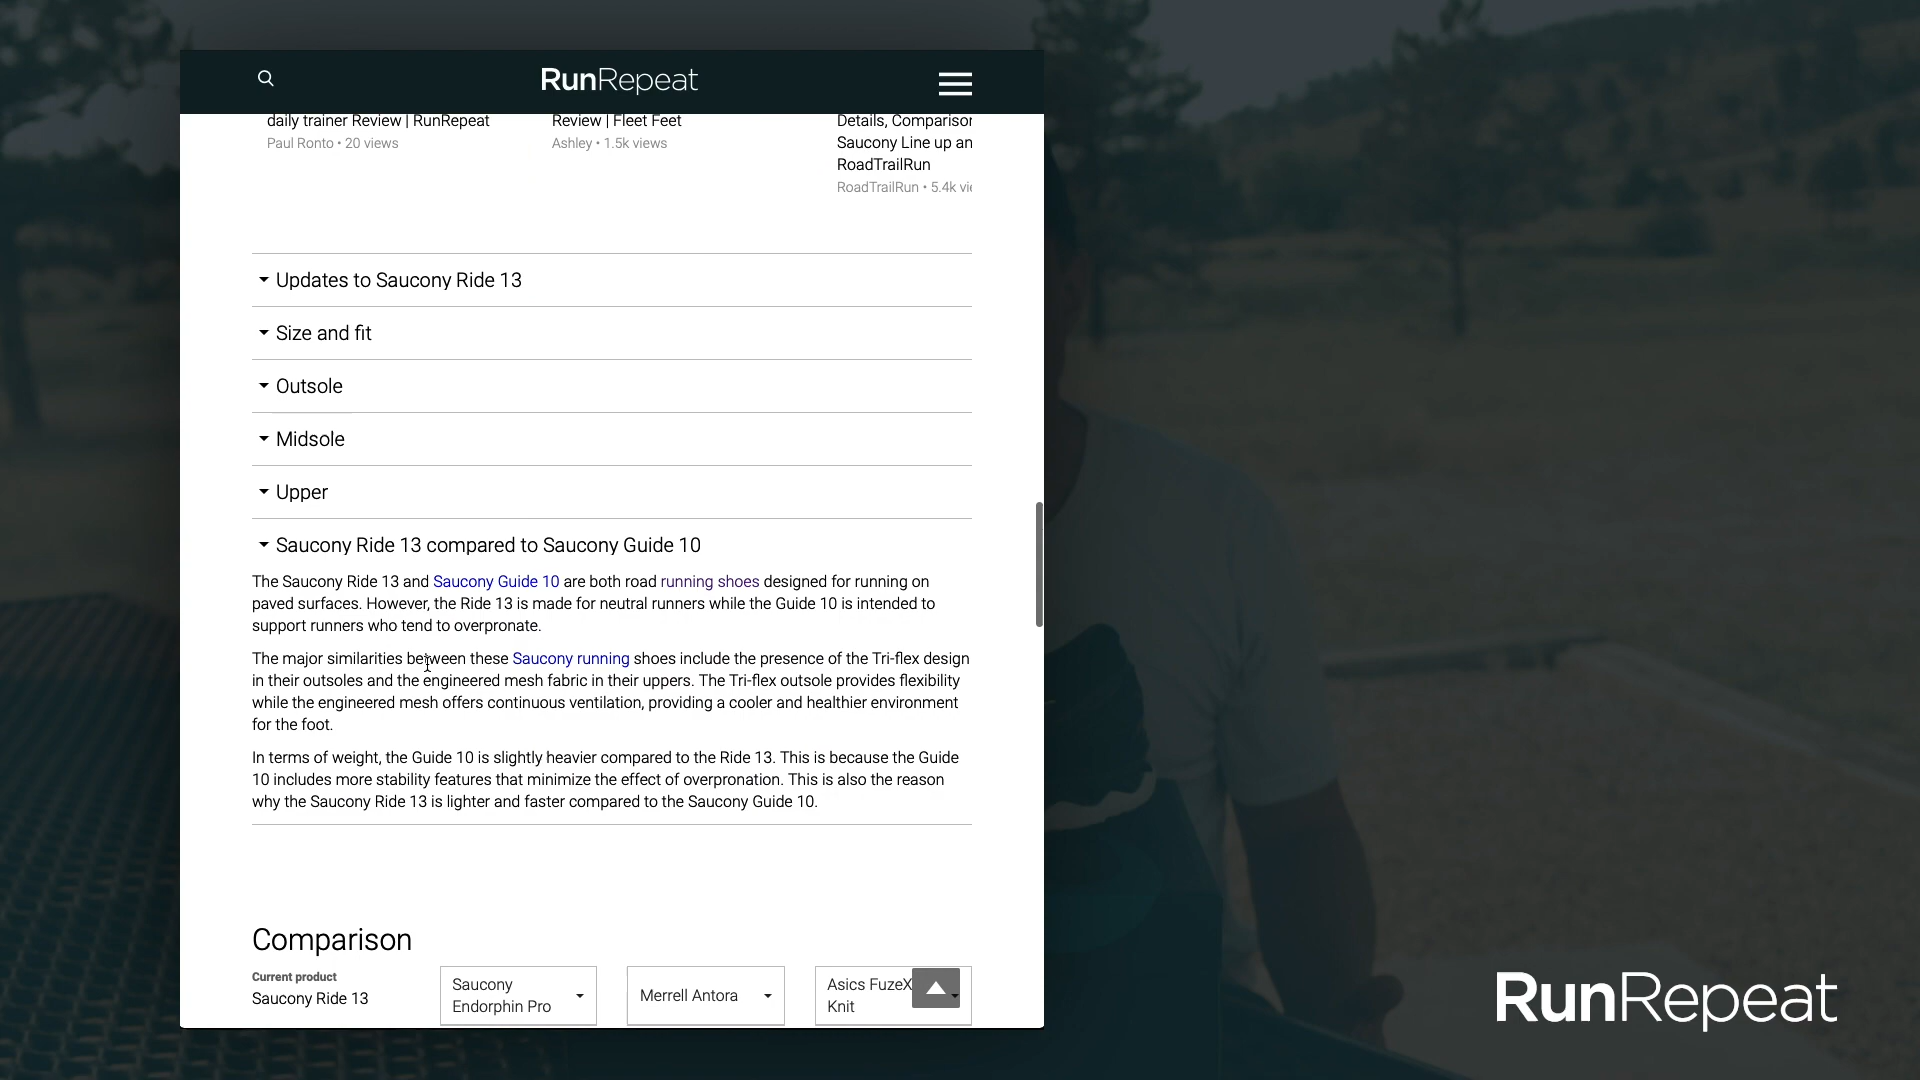 RunRepeat
daily trainer Review | RunRepeat
Paul Ronto • 20 views
Review | Fleet Feet
Ashley • 1.5k views
Details, Comparison
Saucony Line up an
RoadTrailRun
RoadTrailRun • 5.4k vie
Updates to Saucony Ride 13
Size and fit
Outsole
Midsole
Upper
Saucony Ride 13 compared to Saucony Guide 10
The Saucony Ride 13 and Saucony Guide 10 are both road running shoes designed for running on
paved surfaces. However, the Ride 13 is made for neutral runners while the Guide 10 is intended to
support runners who tend to overpronate.
The major similarities between these Saucony running shoes include the presence of the Tri-flex design
in their outsoles and the engineered mesh fabric in their uppers. The Tri-flex outsole provides flexibility
while the engineered mesh offers continuous ventilation, providing a cooler and healthier environment
for the foot.
In terms of weight, the Guide 10 is slightly heavier compared to the Ride 13. This is because the Guide
10 includes more stability features that minimize the effect of overpronation. This is also the reason
why the Saucony Ride 13 is lighter and faster compared to the Saucony Guide 10.
Comparison
Current product
Saucony Ride 13
Saucony
Endorphin Pro
Merrell Antora
Asics FuzeX
Knit
RunRepeat